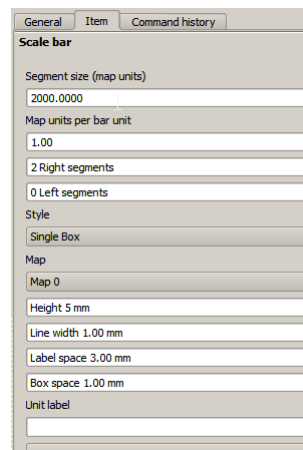 General Item Command history
Scale bar
Segment size (map units)
2000.0000
Map units per bar unit
1.00
2 Right segments
0 Left segments
Style
Single Box
Map
Map 0
Height 5 mm
Line width 1.00 mm
Label space 3.00 mm
Box space 1.00 mm
Unit label